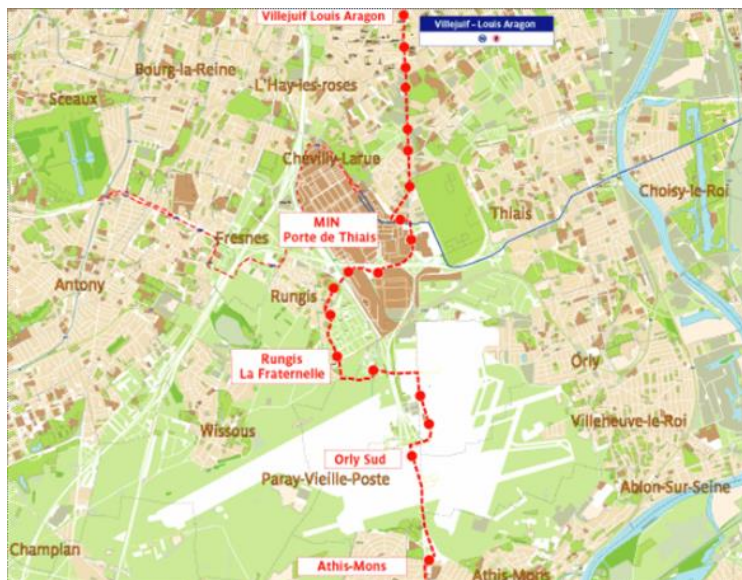 Villejuif Louis Aragon
Villejuif - Louis Aragon
Bourg-la-Reine
L'Hay-les-roses
Sceaux
Chevilly-Larue
Choisy-le-Roi
Thiais
MIN
Porte de Thiais
Fresnes
Antony
Rungis
Rungis
La Fraternelle
Orly
Villeneuve-le-Roi
Wissous
Orly Sud
Paray-Vieille-Poste
Ablon-Sur-Seine
Champlan
Athis-Mons
Athis-Mons